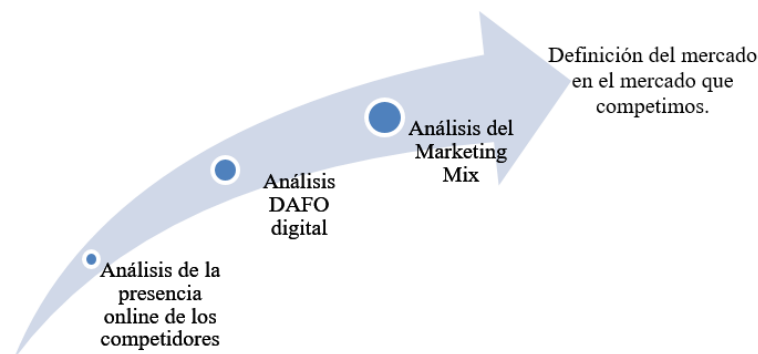 Definición del mercado
en el mercado que
competimos.
Análisis del
Marketing
Mix
Análisis
DAFO
digital
Análisis de la
presencia
online de los
competidores